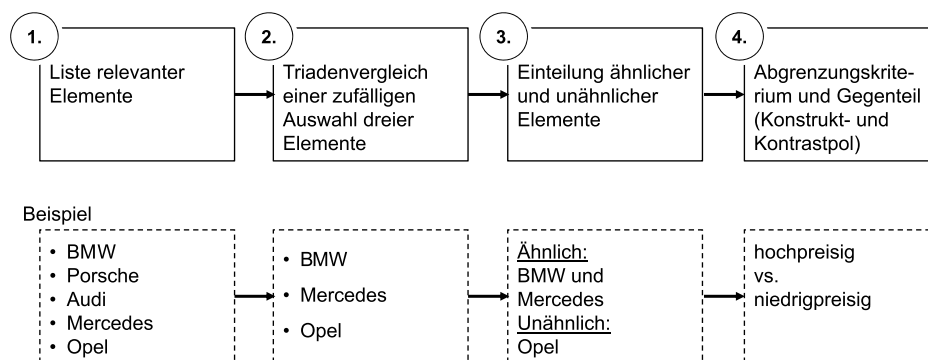 1.
Liste relevanter
Elemente
2.
Triadenvergleich
einer zufälligen
Auswahl dreier
Elemente
3.
Einteilung ähnlicher
und unähnlicher
Elemente
4.
Abgrenzungskrite-
rium und Gegenteil
(Konstrukt- und
Kontrastpol)
Beispiel
• BMW
• Porsche
• Audi
• Mercedes
• Opel
• BMW
• Mercedes
• Opel
Ähnlich:
BMW und
Mercedes
Unähnlich:
Opel
hochpreisig
vs.
niedrigpreisig